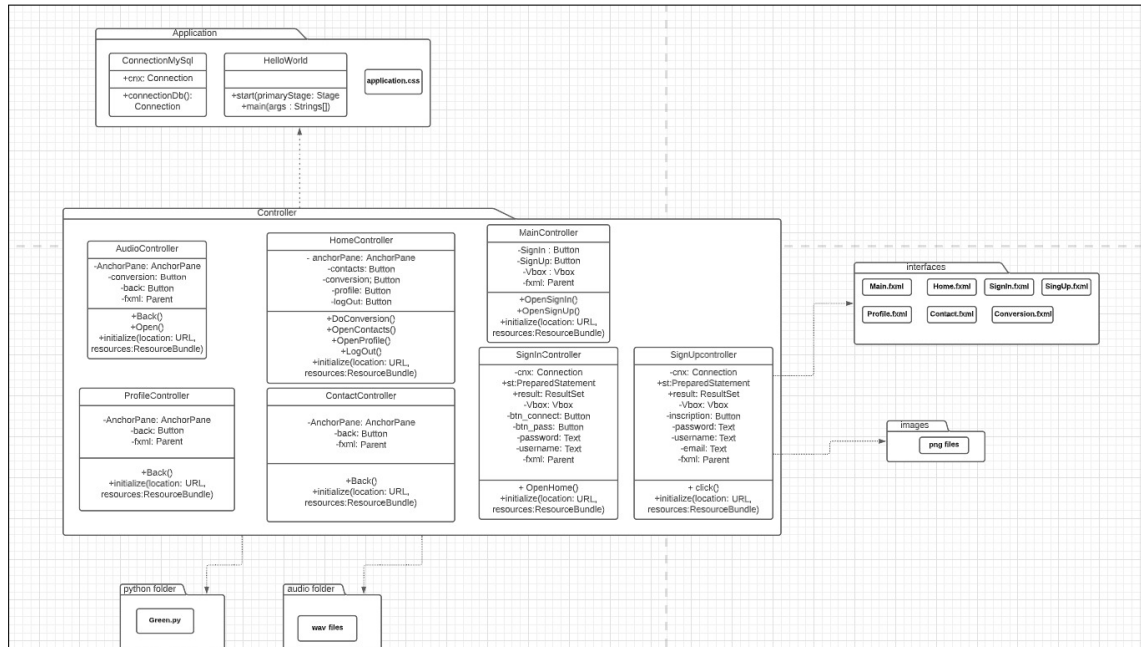 Application
ConnectionMySql
+cnx: Connection
+connectionDb():
Connection
HelloWorld
+start(primaryStage: Stage
+main(args : Strings[])
application.css
Controller
AudioController
-AnchorPane: AnchorPane
-conversion: Button
-back: Button
-fxml: Parent
+Back()
+Open()
+initialize(location: URL,
resources:ResourceBundle)
HomeController
- anchorPane: AnchorPane
-contacts: Button
-conversion; Button
-profile: Button
-logOut: Button
+DoConversion()
+OpenContacts()
+OpenProfile()
+LogOut()
+initialize(location: URL,
resources:ResourceBundle)
MainController
-SignIn : Button
-SignUp: Button
-Vbox : Vbox
-fxml: Parent
+OpenSignIn()
+OpenSignUp()
+initialize(location: URL,
resources:ResourceBundle)
ProfileController
-AnchorPane: AnchorPane
-back: Button
-fxml: Parent
+Back()
+initialize(location: URL,
resources:ResourceBundle)
ContactController
-AnchorPane: AnchorPane
-back: Button
-fxml: Parent
+Back()
+initialize(location: URL,
resources:ResourceBundle)
SignInController
-cnx: Connection
+st:PreparedStatement
+result: ResultSet
-Vbox: Vbox
-btn_connect: Button
-btn_pass: Button
-password: Text
-username: Text
-fxml: Parent
+ OpenHome()
+initialize(location: URL,
resources:ResourceBundle)
SignUpcontroller
-cnx: Connection
+st:PreparedStatement
+result: ResultSet
-Vbox: VBox
-inscription: Button
-password: Text
-username: Text
-email: Text
-fxml: Parent
+ click()
+initialize(location: URL,
resources:ResourceBundle)
interfaces
Main.fxml
Home.fxml
SignIn.fxml
SingUp.fxml
Profile.fxml
Contact.fxml
Conversion.fxml
images
png files
python folder
Green.py
audio folder
wav files